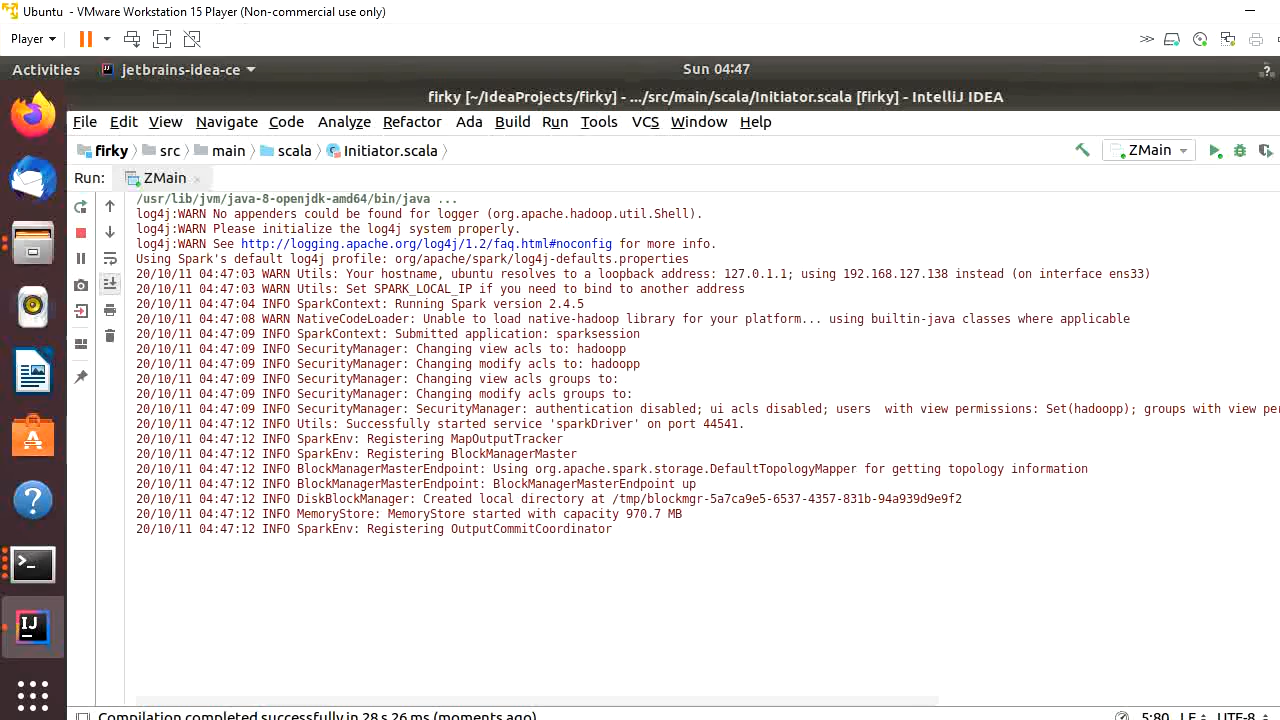 Ubuntu - VMware Workstation 15 Player (Non-commercial use only)
Player
Activities jetbrains-idea-ce Sun 04:47 ?
firky [~/IdeaProjects/firky] - .../src/main/scala/Initiator.scala [firky] - IntelliJ IDEA
File Edit View Navigate Code Analyze Refactor Ada Build Run Tools VCS Window Help
firky src main scala Initiator.scala ZMain
Run: ZMain
/usr/lib/jvm/java-8-openjdk-amd64/bin/java ...
log4j:WARN No appenders could be found for logger (org.apache.hadoop.util.Shell).
log4j:WARN Please initialize the log4j system properly.
log4j:WARN See http://logging.apache.org/log4j/1.2/faq.html#noconfig for more info.
Using Spark's default log4j profile: org/apache/spark/log4j-defaults.properties
20/10/11 04:47:03 WARN Utils: Your hostname, ubuntu resolves to a loopback address: 127.0.1.1; using 192.168.127.138 instead (on interface ens33)
20/10/11 04:47:03 WARN Utils: Set SPARK_LOCAL_IP if you need to bind to another address
20/10/11 04:47:04 INFO SparkContext: Running Spark version 2.4.5
20/10/11 04:47:08 WARN NativeCodeLoader: Unable to load native-hadoop library for your platform... using builtin-java classes where applicable
20/10/11 04:47:09 INFO SparkContext: Submitted application: sparksession
20/10/11 04:47:09 INFO SecurityManager: Changing view acls to: hadoopp
20/10/11 04:47:09 INFO SecurityManager: Changing modify acls to: hadoopp
20/10/11 04:47:09 INFO SecurityManager: Changing view acls groups to:
20/10/11 04:47:09 INFO SecurityManager: Changing modify acls groups to:
20/10/11 04:47:09 INFO SecurityManager: SecurityManager: authentication disabled; ui acls disabled; users  with view permissions: Set(hadoopp); groups with view per
20/10/11 04:47:12 INFO Utils: Successfully started service 'sparkDriver' on port 44541.
20/10/11 04:47:12 INFO SparkEnv: Registering MapOutputTracker
20/10/11 04:47:12 INFO SparkEnv: Registering BlockManagerMaster
20/10/11 04:47:12 INFO BlockManagerMasterEndpoint: Using org.apache.spark.storage.DefaultTopologyMapper for getting topology information
20/10/11 04:47:12 INFO BlockManagerMasterEndpoint: BlockManagerMasterEndpoint up
20/10/11 04:47:12 INFO DiskBlockManager: Created local directory at /tmp/blockmgr-5a7ca9e5-6537-4357-831b-94a939d9e9f2
20/10/11 04:47:12 INFO MemoryStore: MemoryStore started with capacity 970.7 MB
20/10/11 04:47:12 INFO SparkEnv: Registering OutputCommitCoordinator
Compilation completed successfully in 28 s 26 ms (moments ago) 5:80 LF UTF-8